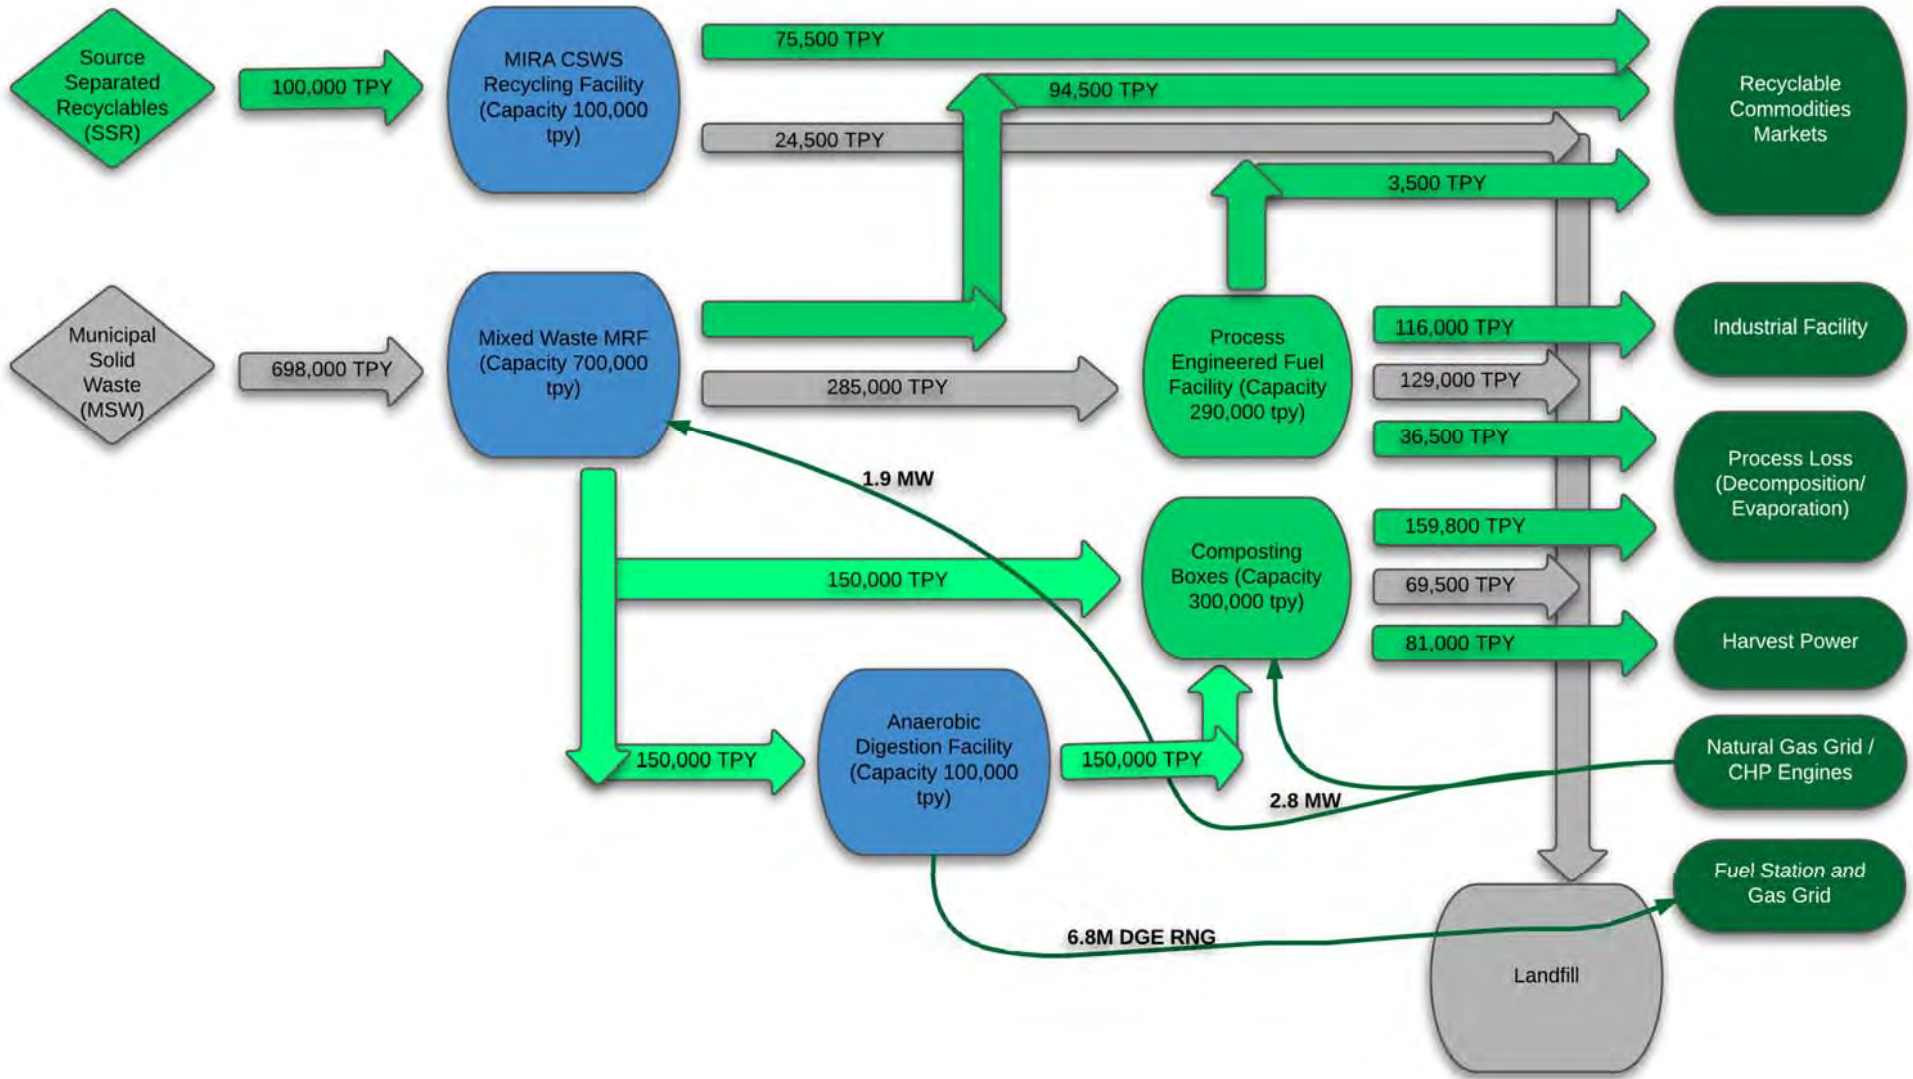 Source
Separated
Recyclables
(SSR)
100,000 TPY
MIRA CSWS
Recycling Facility
(Capacity 100,000
tpy)
75,500 TPY
94,500 TPY
24,500 TPY
3,500 TPY
Recyclable
Commodities
Markets
Municipal
Solid
Waste
(MSW)
698,000 TPY
Mixed Waste MRF
(Capacity 700,000
tpy)
285,000 TPY
Process
Engineered Fuel
Facility (Capacity
290,000 tpy)
116,000 TPY
129,000 TPY
36,500 TPY
Industrial Facility
Process Loss
(Decomposition/
Evaporation)
1.9 MW
150,000 TPY
Composting
Boxes (Capacity
300,000 tpy)
159,800 TPY
69,500 TPY
81,000 TPY
Harvest Power
150,000 TPY
Anaerobic
Digestion Facility
(Capacity 100,000
tpy)
150,000 TPY
2.8 MW
Natural Gas Grid /
CHP Engines
6.8M DGE RNG
Fuel Station and
Gas Grid
Landfill